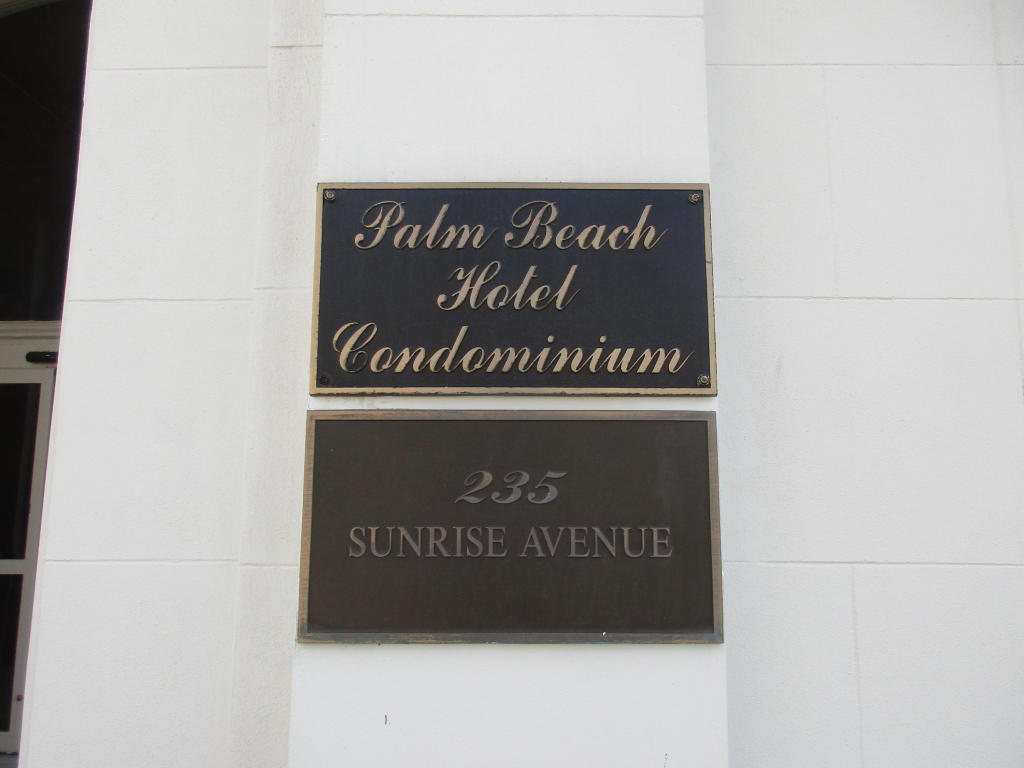 Palm Beach
Hotel
Condominium
235
SUNRISE AVENUE